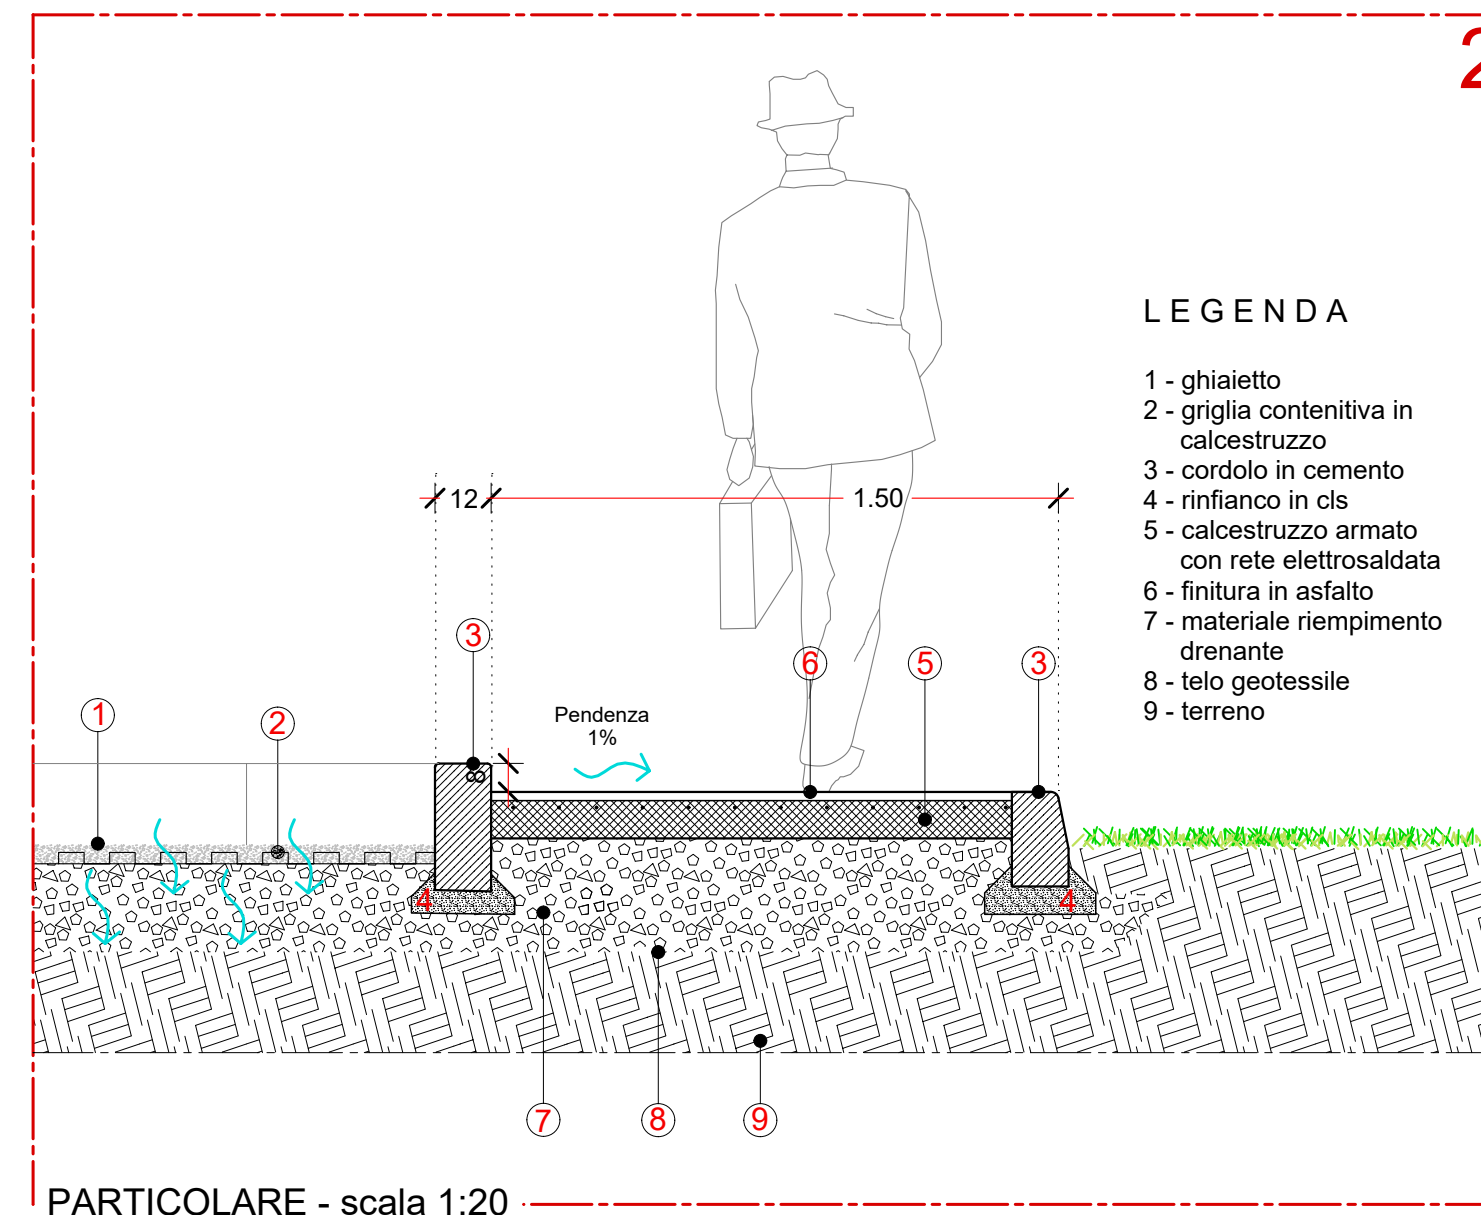 2
LEGENDA
1 - ghiaietto
2 - griglia contenitiva in
calcestruzzo
3 - cordolo in cemento
4 - rinfianco in cls
5 - calcestruzzo armato
con rete elettrosaldata
6 - finitura in asfalto
7 - materiale riempimento
drenante
8 - telo geotessile
9 - terreno
12
1.50
3
6
5
3
1
2
Pendenza
1%
8
4
4
7
8
9
PARTICOLARE - scala 1:20